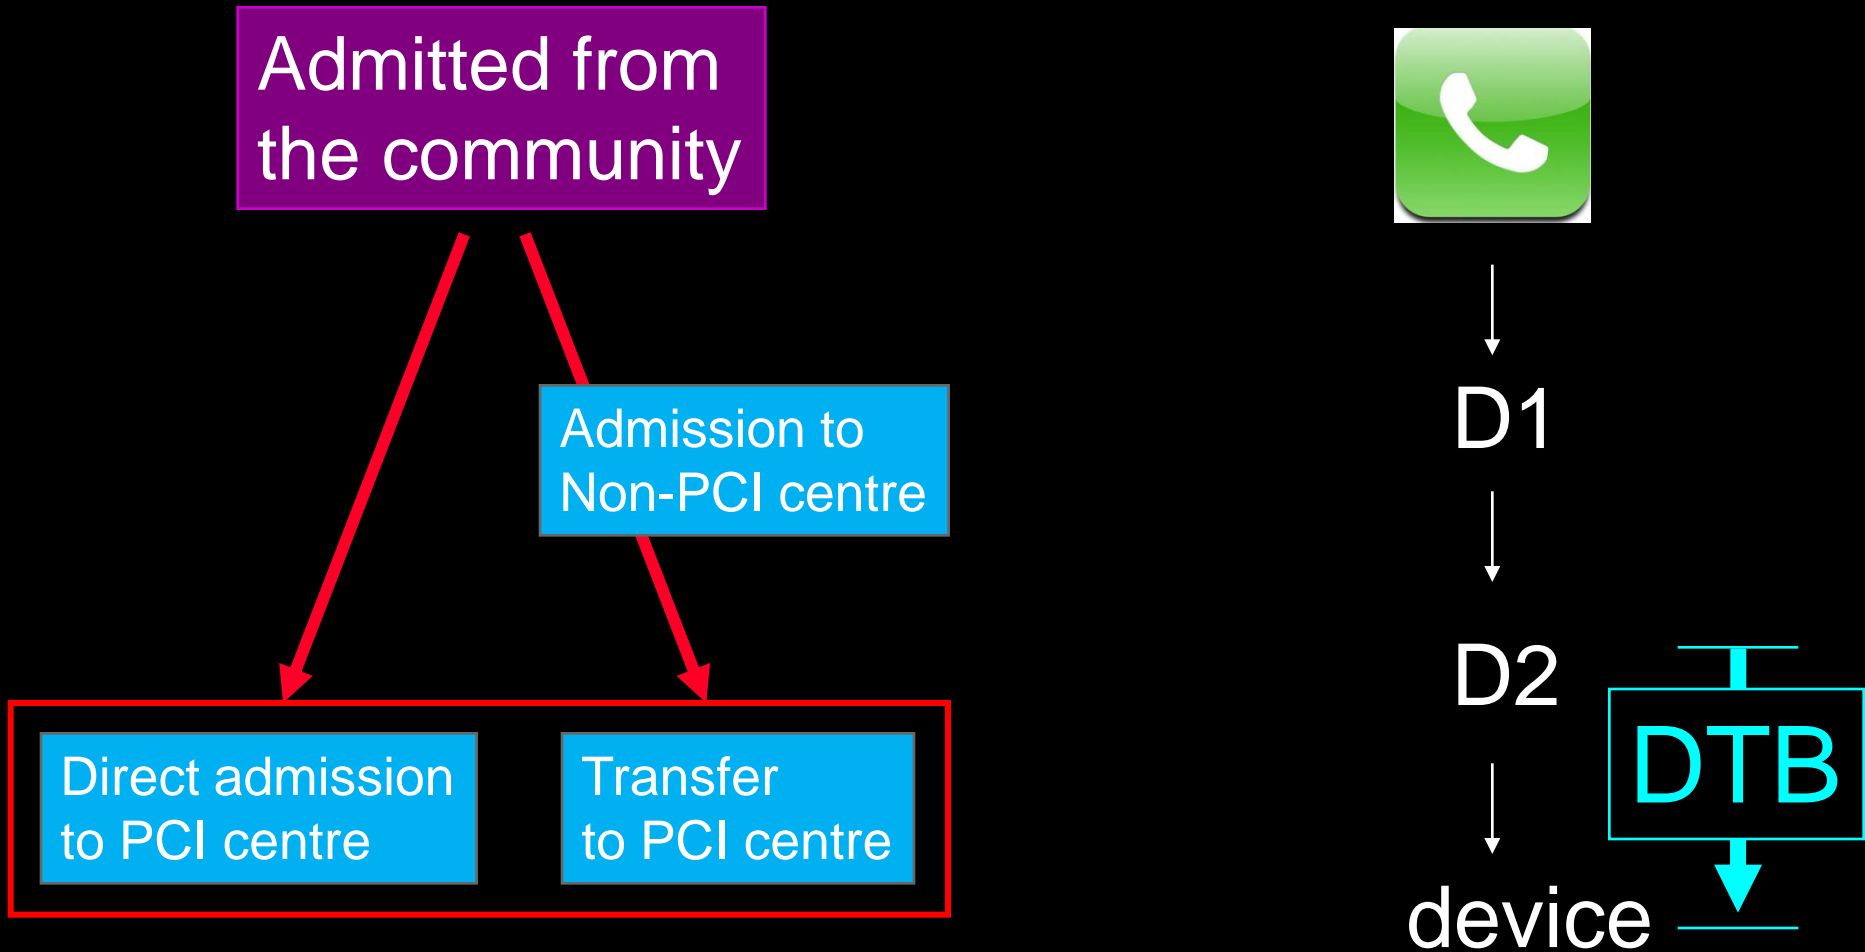 Admitted from
the community
Admission to
Non-PCI centre
Direct admission
to PCI centre
Transfer
to PCI centre
D1
D2
DTB
device